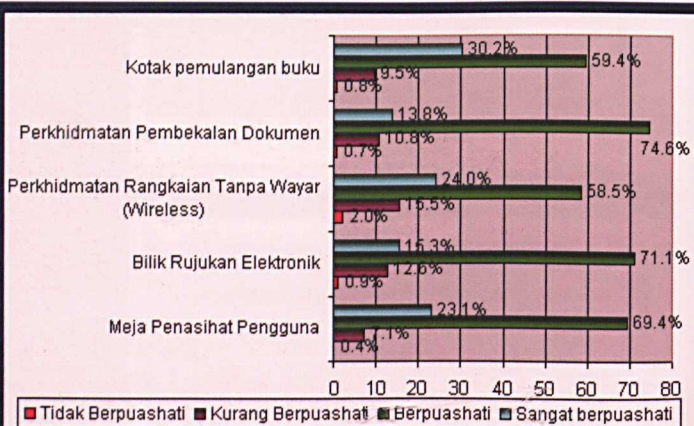 Kotak pemulangan buku
30.2%
59.4%
9.5%
0.8%
Perkhidmatan Pembekalan Dokumen
13.8%
74.6%
10.8%
0.7%
Perkhidmatan Rangkaian Tanpa Wayar
(Wireless)
24.0%
58.5%
15.5%
2.0%
Bilik Rujukan Elektronik
15.3%
71.1%
12.6%
0.9%
Meja Penasihat Pengguna
23.1%
69.4%
7.1%
0.4%
0 10 20 30 40 50 60 70 80
Tidak Berpuashati Kurang Berpuashati Berpuashati Sangat berpuashati